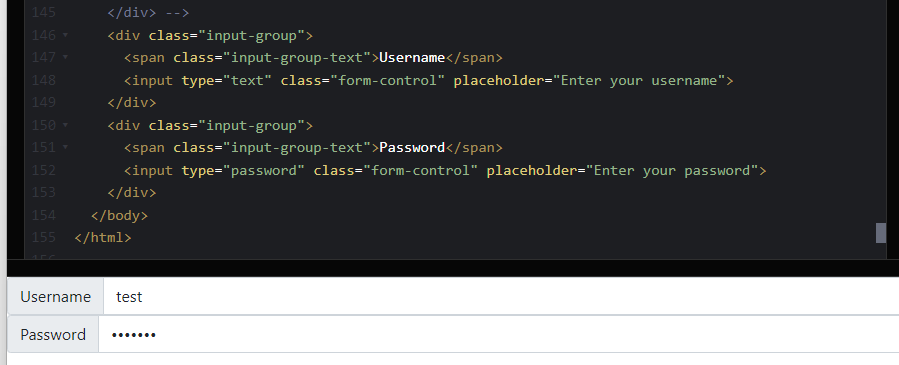 145 </div> -->
146 <div class="input-group">
147 <span class="input-group-text">Username</span>
148 <input type="text" class="form-control" placeholder="Enter your username">
149 </div>
150 <div class="input-group">
151 <span class="input-group-text">Password</span>
152 <input type="password" class="form-control" placeholder="Enter your password">
153 </div>
154 </body>
155 </html>
156
Username test
Password •••••••